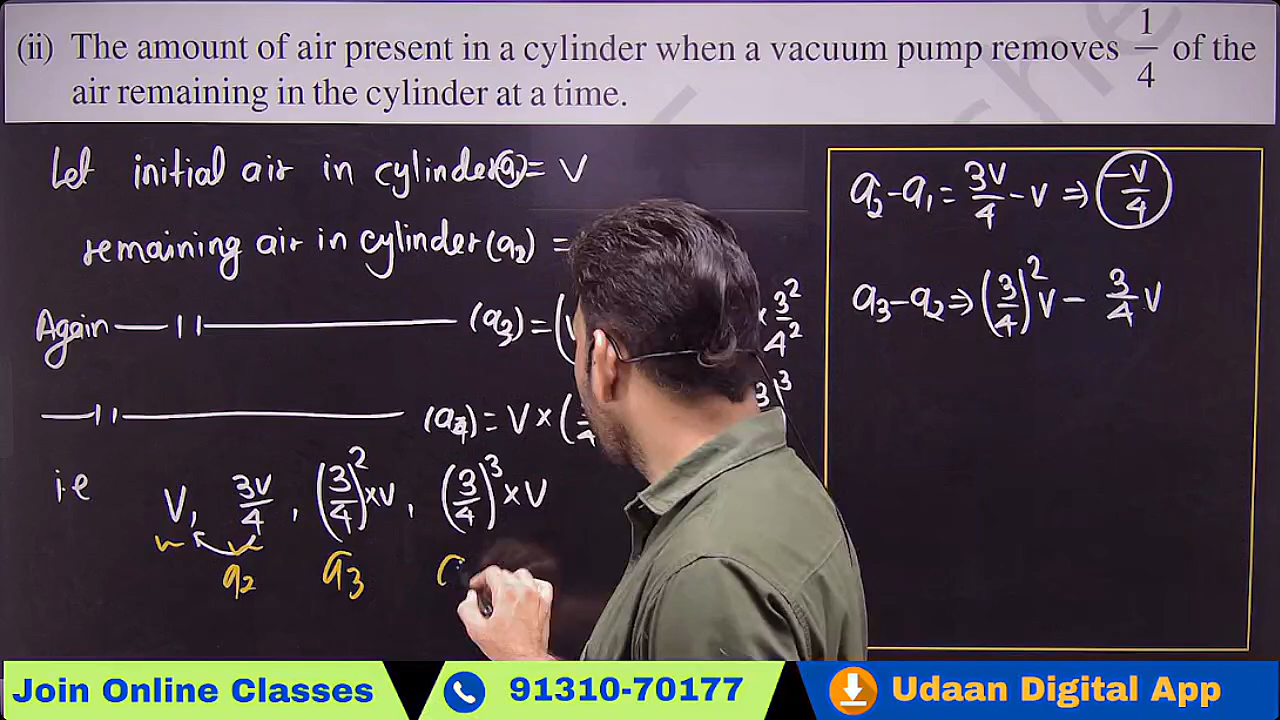 (ii) The amount of air present in a cylinder when a vacuum pump removes 1/4 of the
air remaining in the cylinder at a time.
Let initial air in cylinder(a₁) = V
remaining air in cylinder (a₂) =
Again —〃— (a₃) = ( × 3²/4²
—〃— (a₄) = V × (
i.e V, 3V/4, (3/4)² × V, (3/4)³ × V
a₂ a₃
a₂ - a₁ = 3V/4 - V ⇒ -V/4
a₃ - a₂ ⇒ (3/4)² V - 3/4 V
Join Online Classes
91310-70177
Udaan Digital App